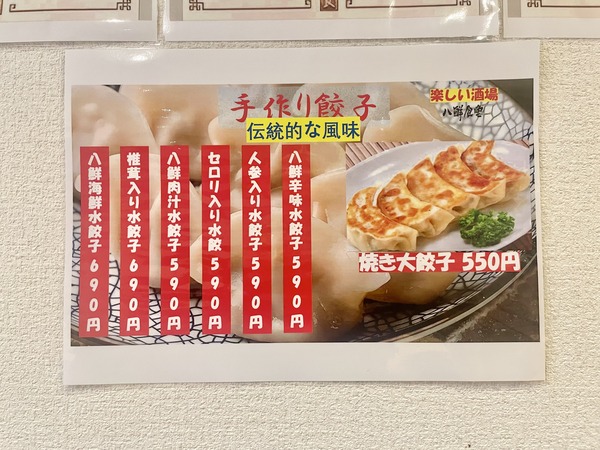 手作り餃子
伝統的な風味
楽しい酒場
八鮮食堂
八鮮辛味水餃子590円
人参入り水餃子590円
セロリ入り水餃590円
八鮮肉汁水餃子590円
椎茸入り水餃子690円
八鮮海鮮水餃子690円
焼き大餃子 550円